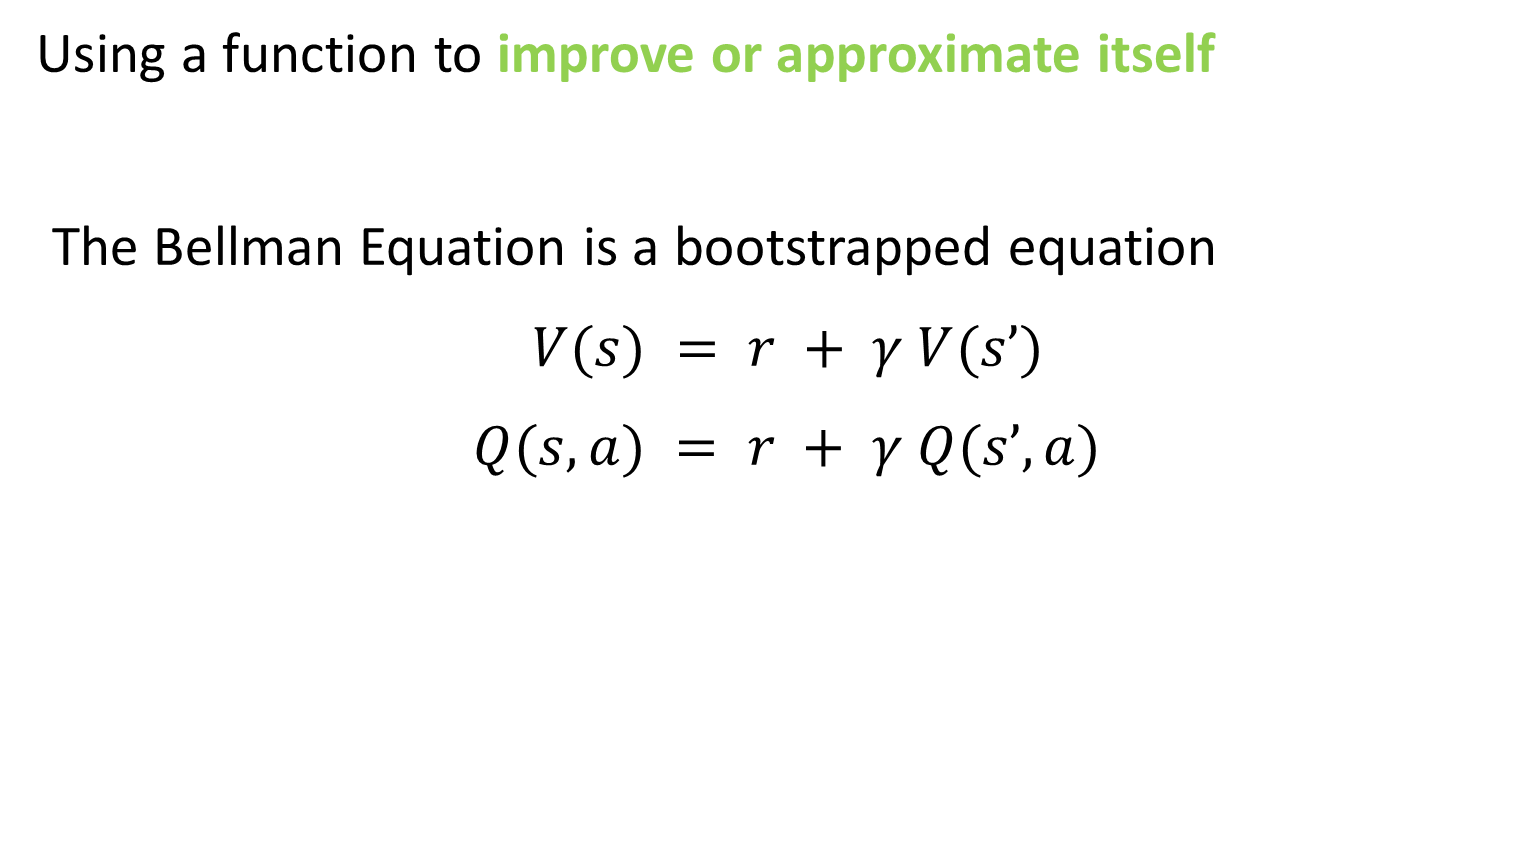 Using a function to improve or approximate itself
The Bellman Equation is a bootstrapped equation
V(s) = r + γ V(s’)
Q(s, a) = r + γ Q(s’, a)